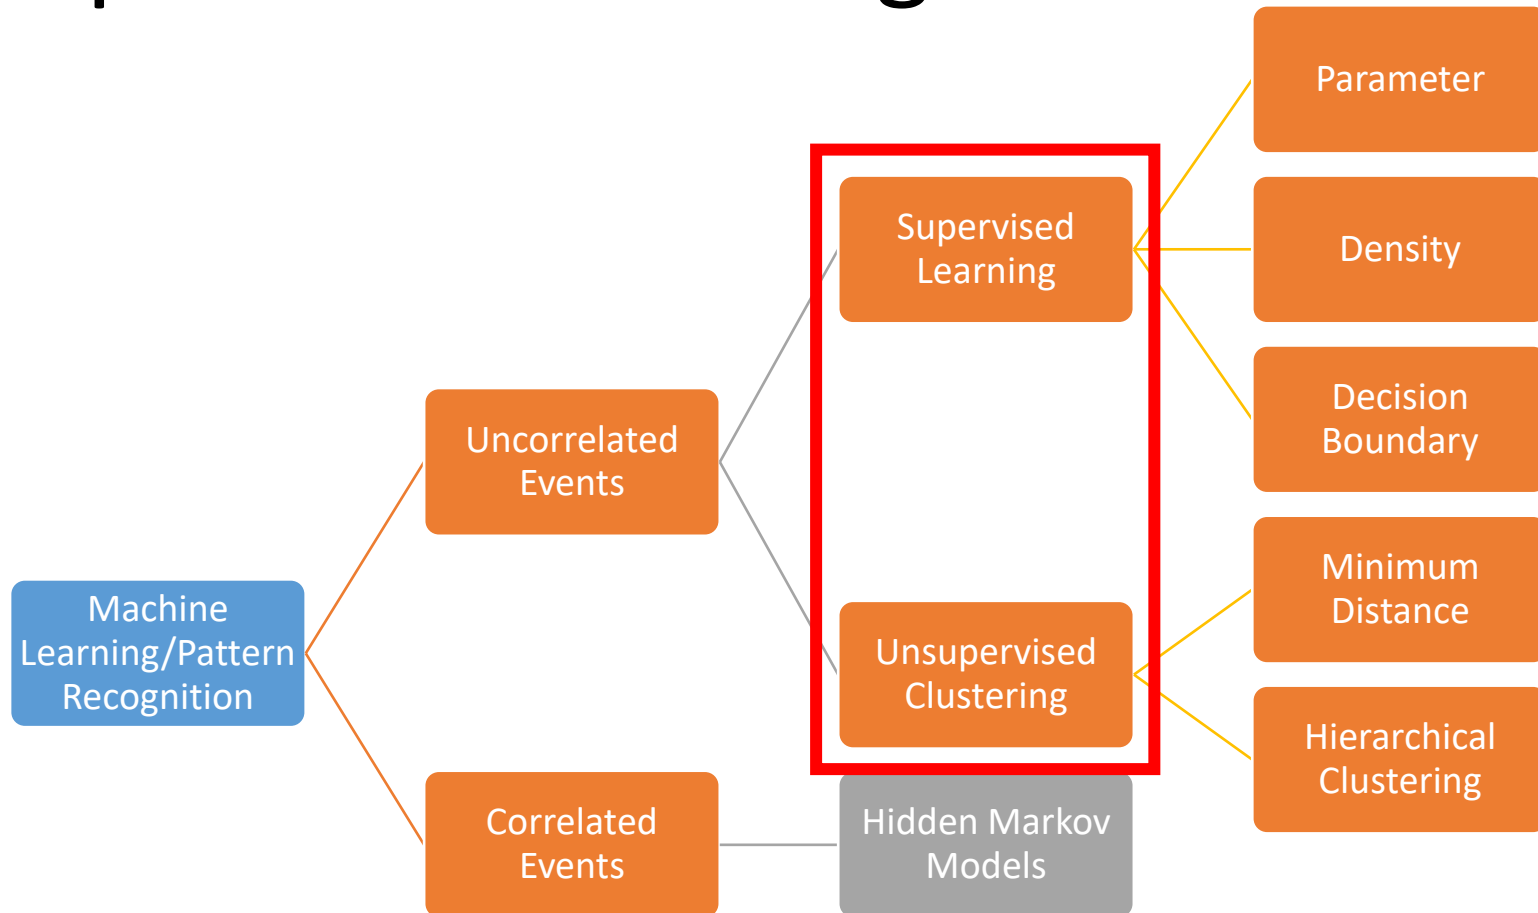 Machine
Learning/Pattern
Recognition
Uncorrelated
Events
Correlated
Events
Supervised
Learning
Unsupervised
Clustering
Hidden Markov
Models
Parameter
Density
Decision
Boundary
Minimum
Distance
Hierarchical
Clustering